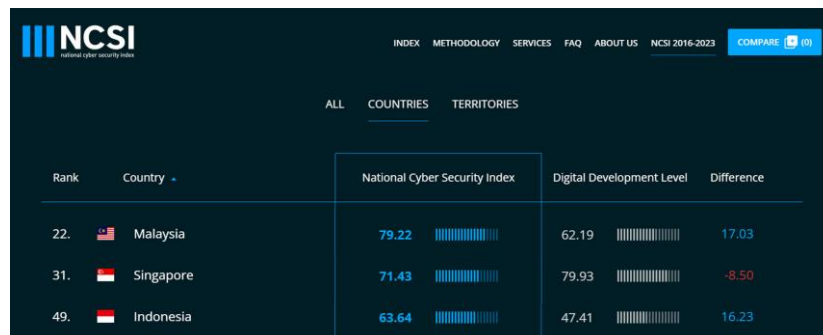 NCSI
national cyber security index
INDEX METHODOLOGY SERVICES FAQ ABOUT US NCSI 2016-2023 COMPARE (0)
ALL COUNTRIES TERRITORIES
Rank Country National Cyber Security Index Digital Development Level Difference
22. Malaysia 79.22 62.19 17.03
31. Singapore 71.43 79.93 -8.50
49. Indonesia 63.64 47.41 16.23